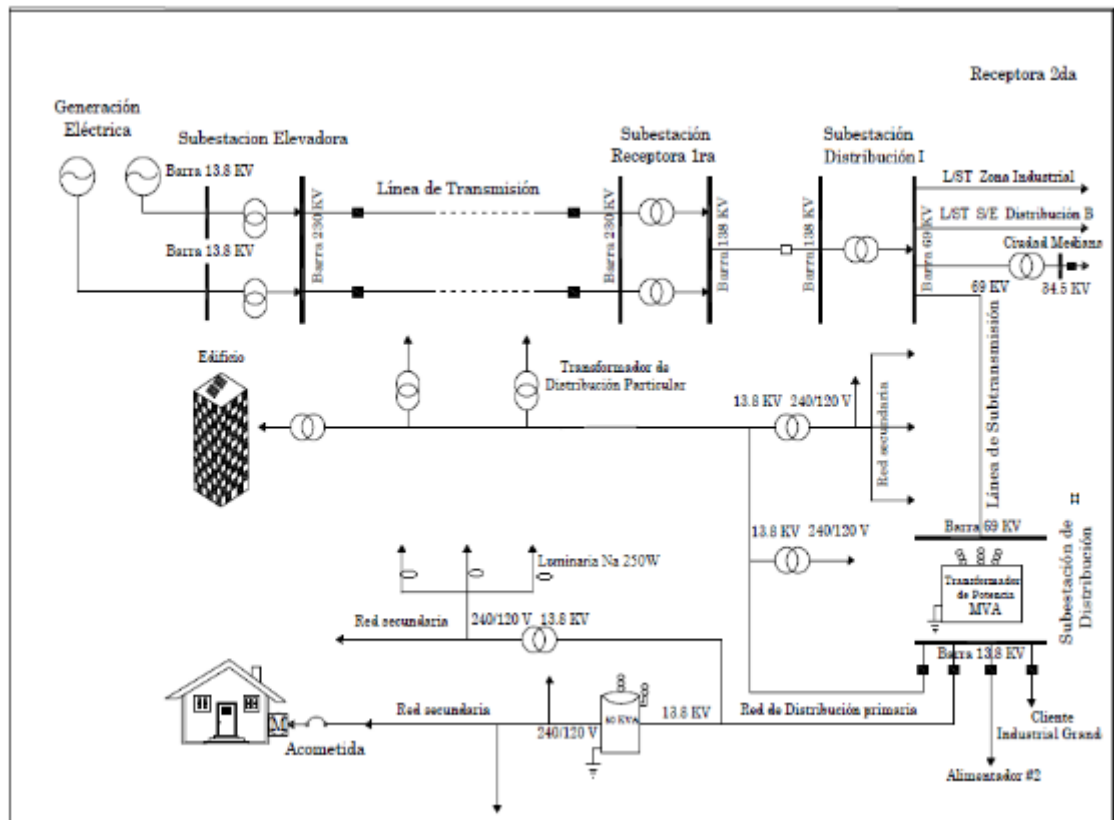 Receptora 2da
Generación
Eléctrica
Subestacion Elevadora
Subestación
Receptora 1ra
Subestación
Distribución I
Barra 13.8 KV
Barra 13.8 KV
Barra 230 KV
Línea de Transmisión
Barra 230 KV
Barra 138 KV
Barra 138 KV
Barra 69 KV
L/ST Zona Industrial
L/ST S/E Distribución B
Ciudad Mediana
69 KV
34.5 KV
Línea de Subtransmisión
Edificio
Transformador de
Distribución Particular
13.8 KV 240/120 V
Red secundaria
13.8 KV 240/120 V
Barra 69 KV
Transformador
de Potencia
MVA
Subestación de
Distribución
II
Barra 13.8 KV
Luminaria Na 250W
Red secundaria
240/120 V 13.8 KV
Red secundaria
240/120 V
13.8 KV
Red de Distribución primaria
M
Acometida
Cliente
Industrial Grand
Alimentador #2